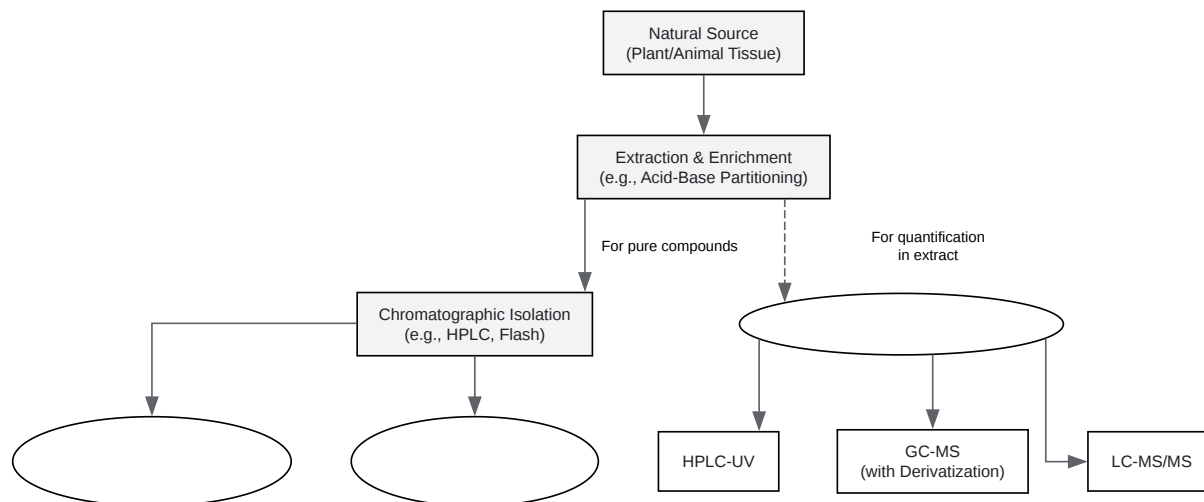 Natural Source
(Plant/Animal Tissue)
Extraction & Enrichment
(e.g., Acid-Base Partitioning)
For pure compounds
For quantification
in extract
Chromatographic Isolation
(e.g., HPLC, Flash)
HPLC-UV
GC-MS
(with Derivatization)
LC-MS/MS